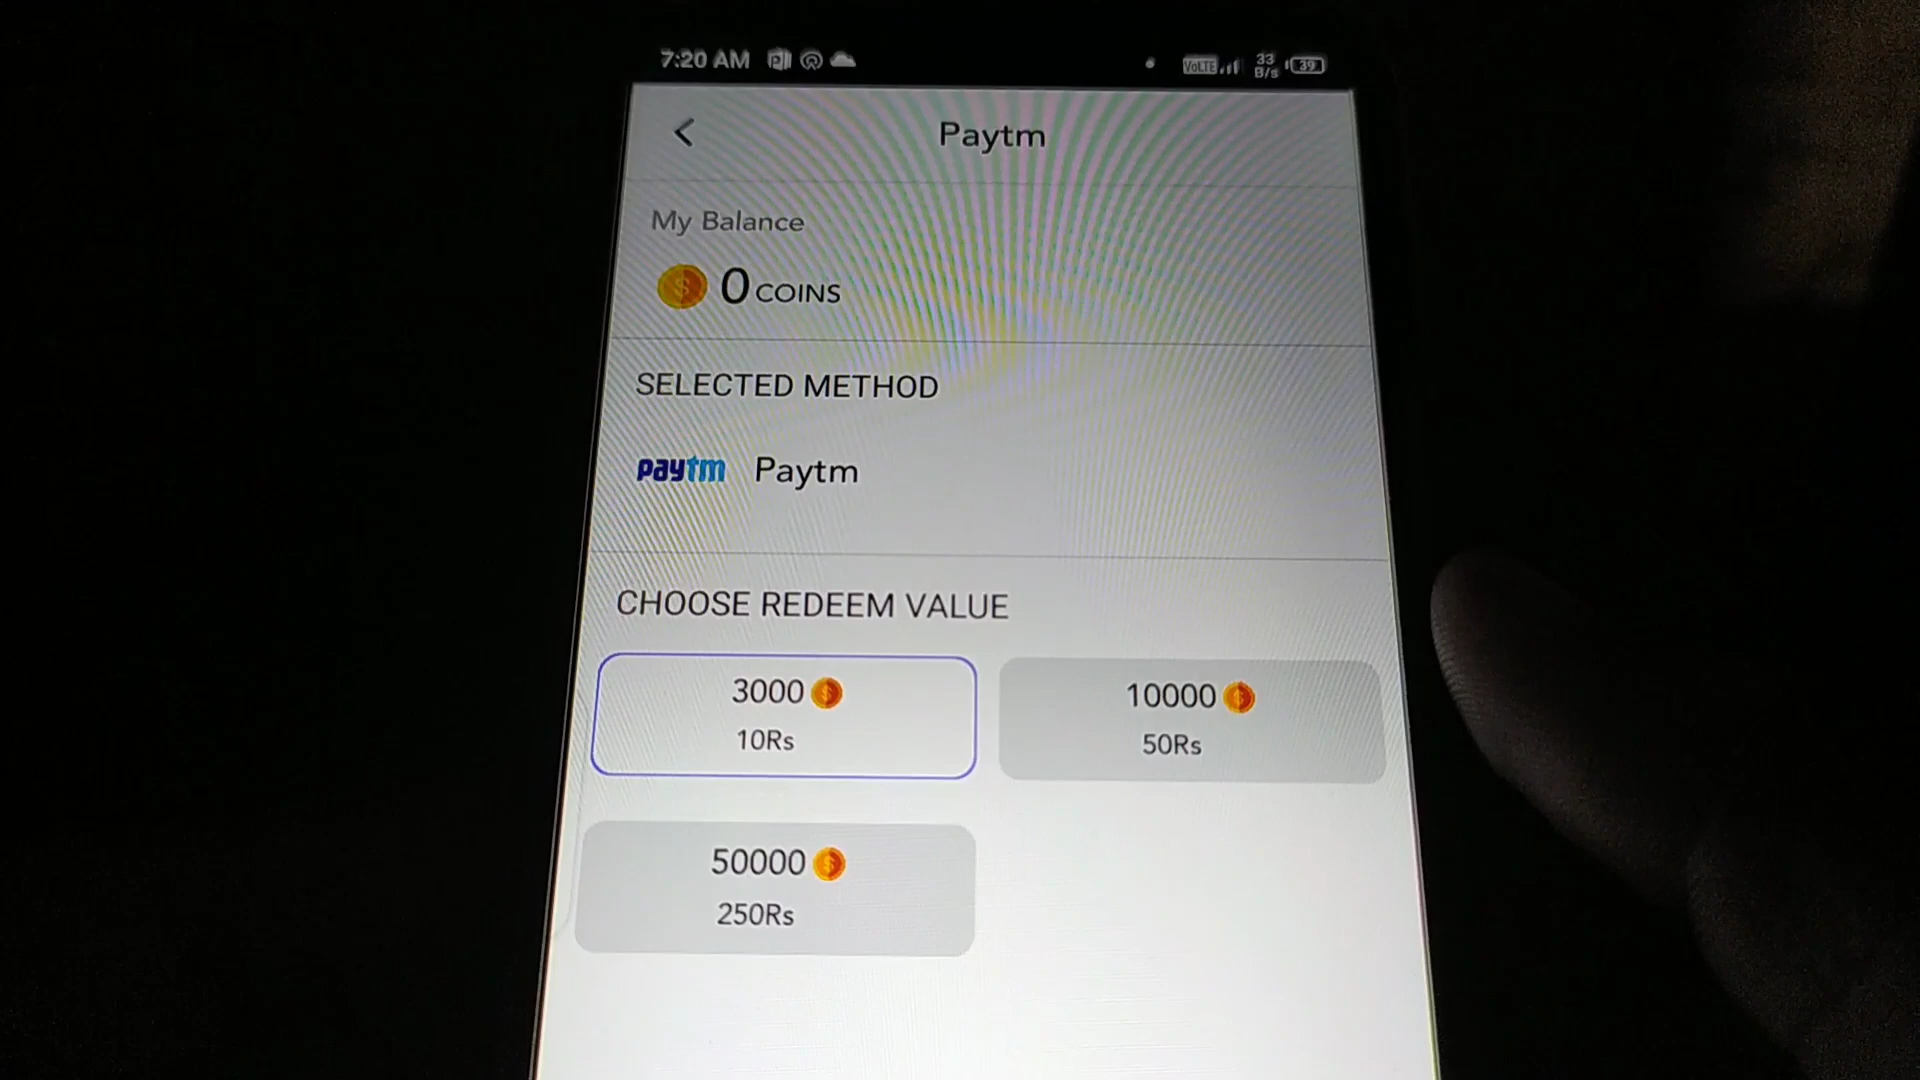 7:20 AM
VoLTE 33 B/s 39
Paytm
My Balance
0 COINS
SELECTED METHOD
paytm Paytm
CHOOSE REDEEM VALUE
3000
10Rs
10000
50Rs
50000
250Rs